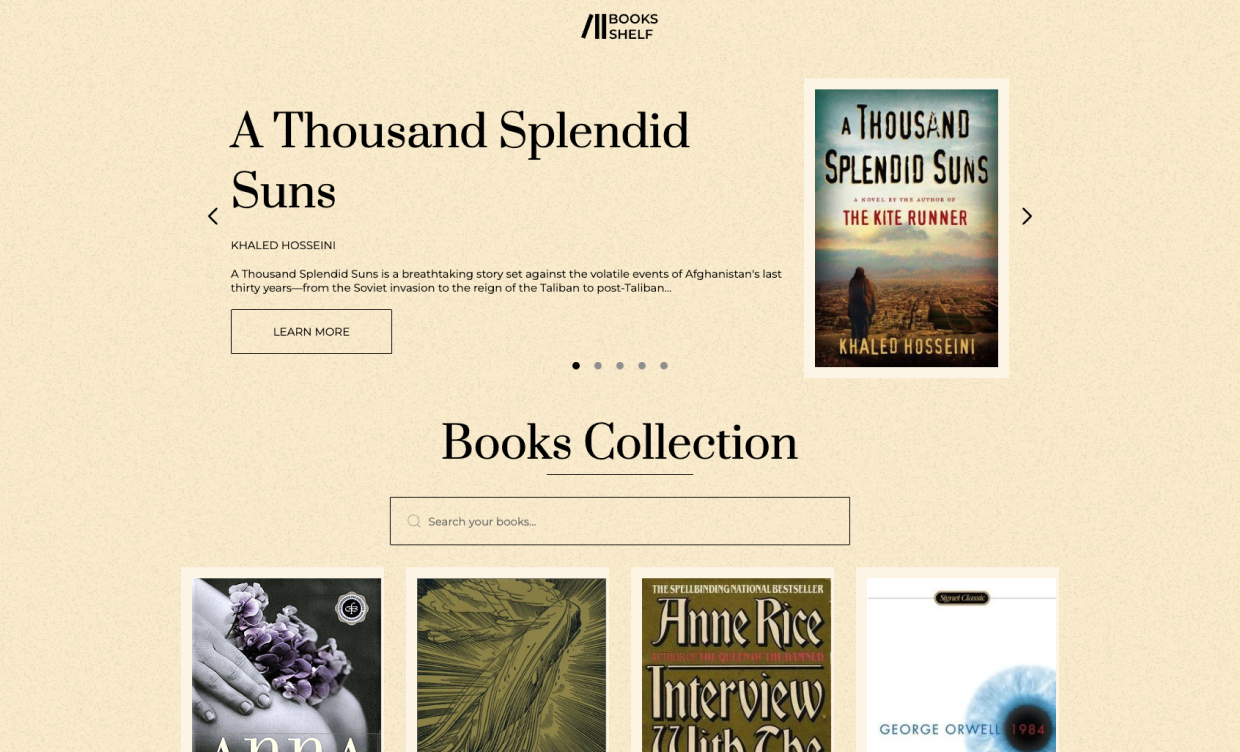 BOOKS
SHELF
A Thousand Splendid
Suns
KHALED HOSSEINI
A Thousand Splendid Suns is a breathtaking story set against the volatile events of Afghanistan's last
thirty years—from the Soviet invasion to the reign of the Taliban to post-Taliban...
LEARN MORE
A THOUSAND
SPLENDID SUNS
A NOVEL BY THE AUTHOR OF
THE KITE RUNNER
KHALED HOSSEINI
Books Collection
Search your books...
ANNA
THE SPELLBINDING NATIONAL BESTSELLER
Anne Rice
AUTHOR OF THE QUEEN OF THE DAMNED
Interview
With The
Signet Classic
GEORGE ORWELL 1984